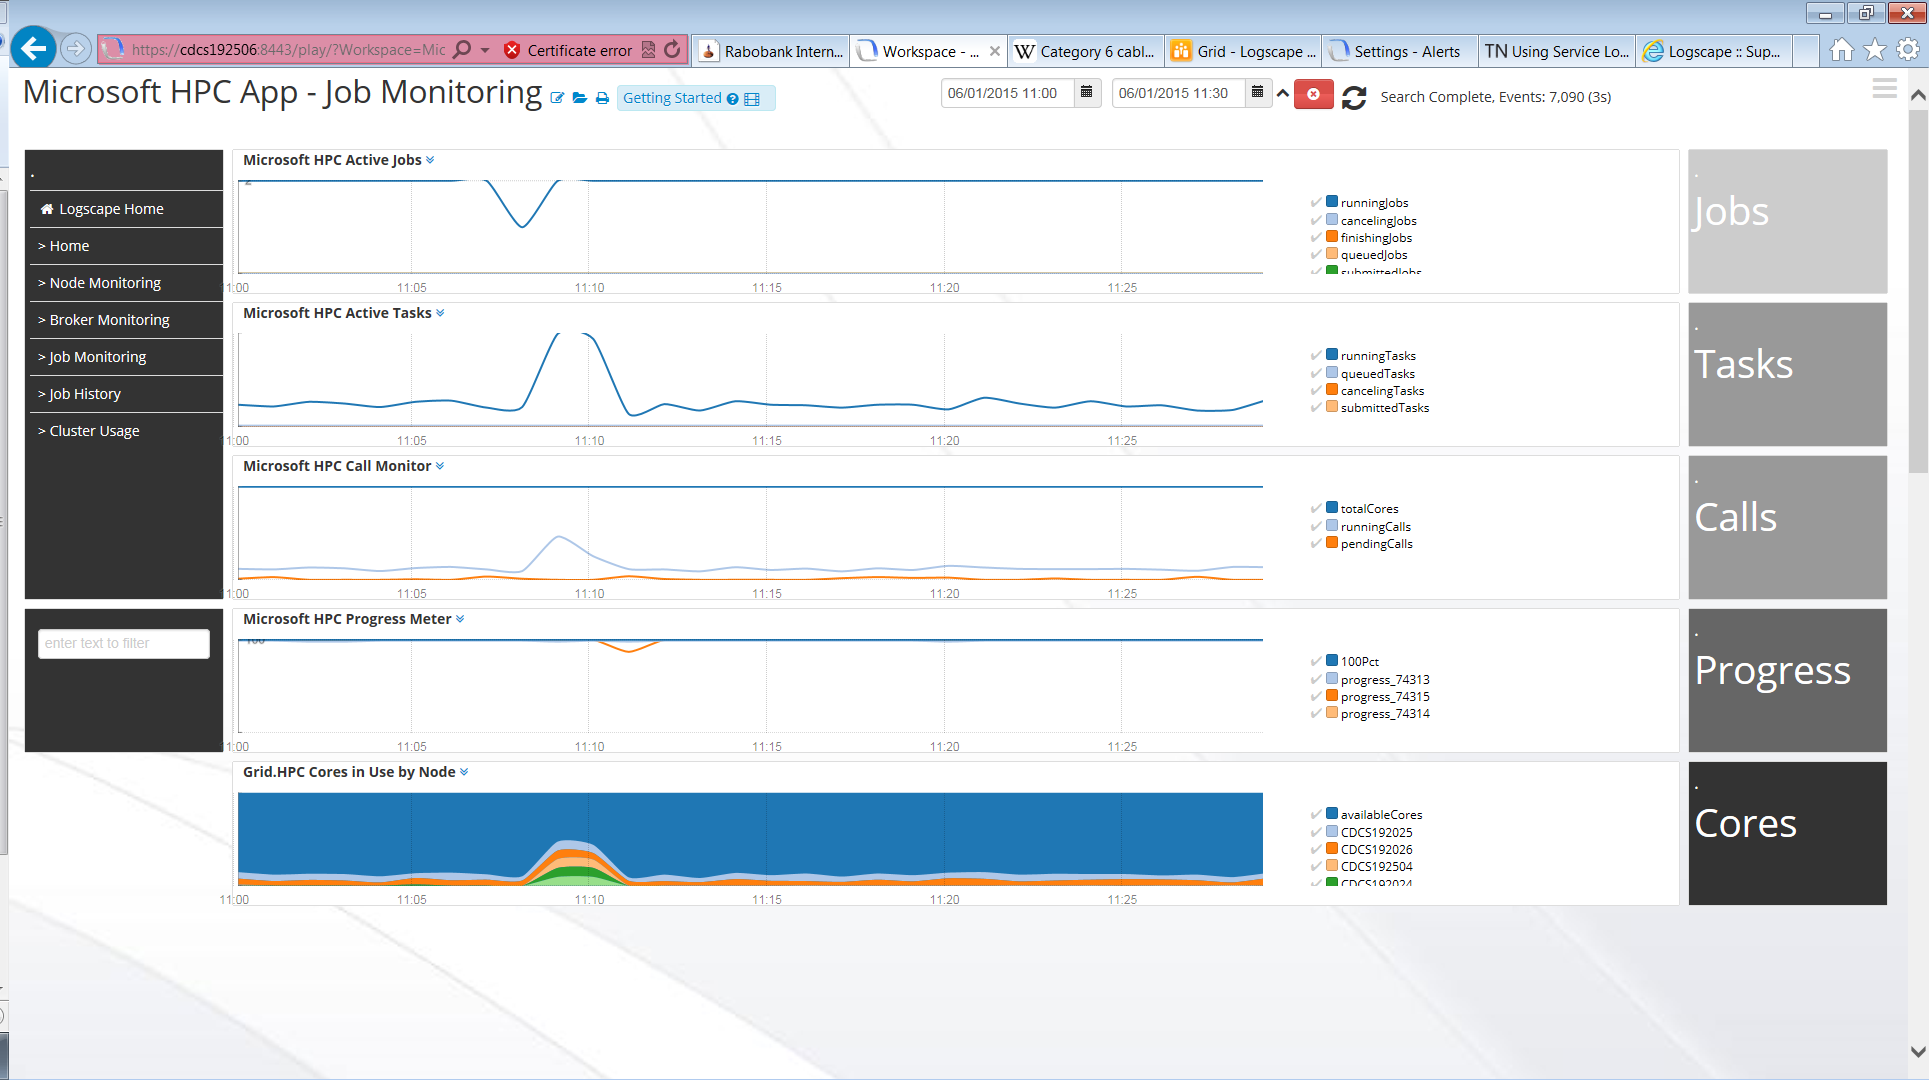 https://cdcs192506:8443/play/?Workspace=Mic
Certificate error
Rabobank Intern...
Workspace - ...
Category 6 cabl...
Grid - Logscape ...
Settings - Alerts
TN Using Service Lo...
Logscape :: Sup...
Microsoft HPC App - Job Monitoring
Getting Started
06/01/2015 11:00
06/01/2015 11:30
Search Complete, Events: 7,090 (3s)
.
Logscape Home
> Home
> Node Monitoring
> Broker Monitoring
> Job Monitoring
> Job History
> Cluster Usage
enter text to filter
Microsoft HPC Active Jobs
2
11:00 11:05 11:10 11:15 11:20 11:25
runningJobs
cancelingJobs
finishingJobs
queuedJobs
submittedJobs
.
Jobs
Microsoft HPC Active Tasks
11:00 11:05 11:10 11:15 11:20 11:25
runningTasks
queuedTasks
cancelingTasks
submittedTasks
.
Tasks
Microsoft HPC Call Monitor
11:00 11:05 11:10 11:15 11:20 11:25
totalCores
runningCalls
pendingCalls
.
Calls
Microsoft HPC Progress Meter
100
11:00 11:05 11:10 11:15 11:20 11:25
100Pct
progress_74313
progress_74315
progress_74314
.
Progress
Grid.HPC Cores in Use by Node
11:00 11:05 11:10 11:15 11:20 11:25
availableCores
CDCS192025
CDCS192026
CDCS192504
CDCS192024
.
Cores